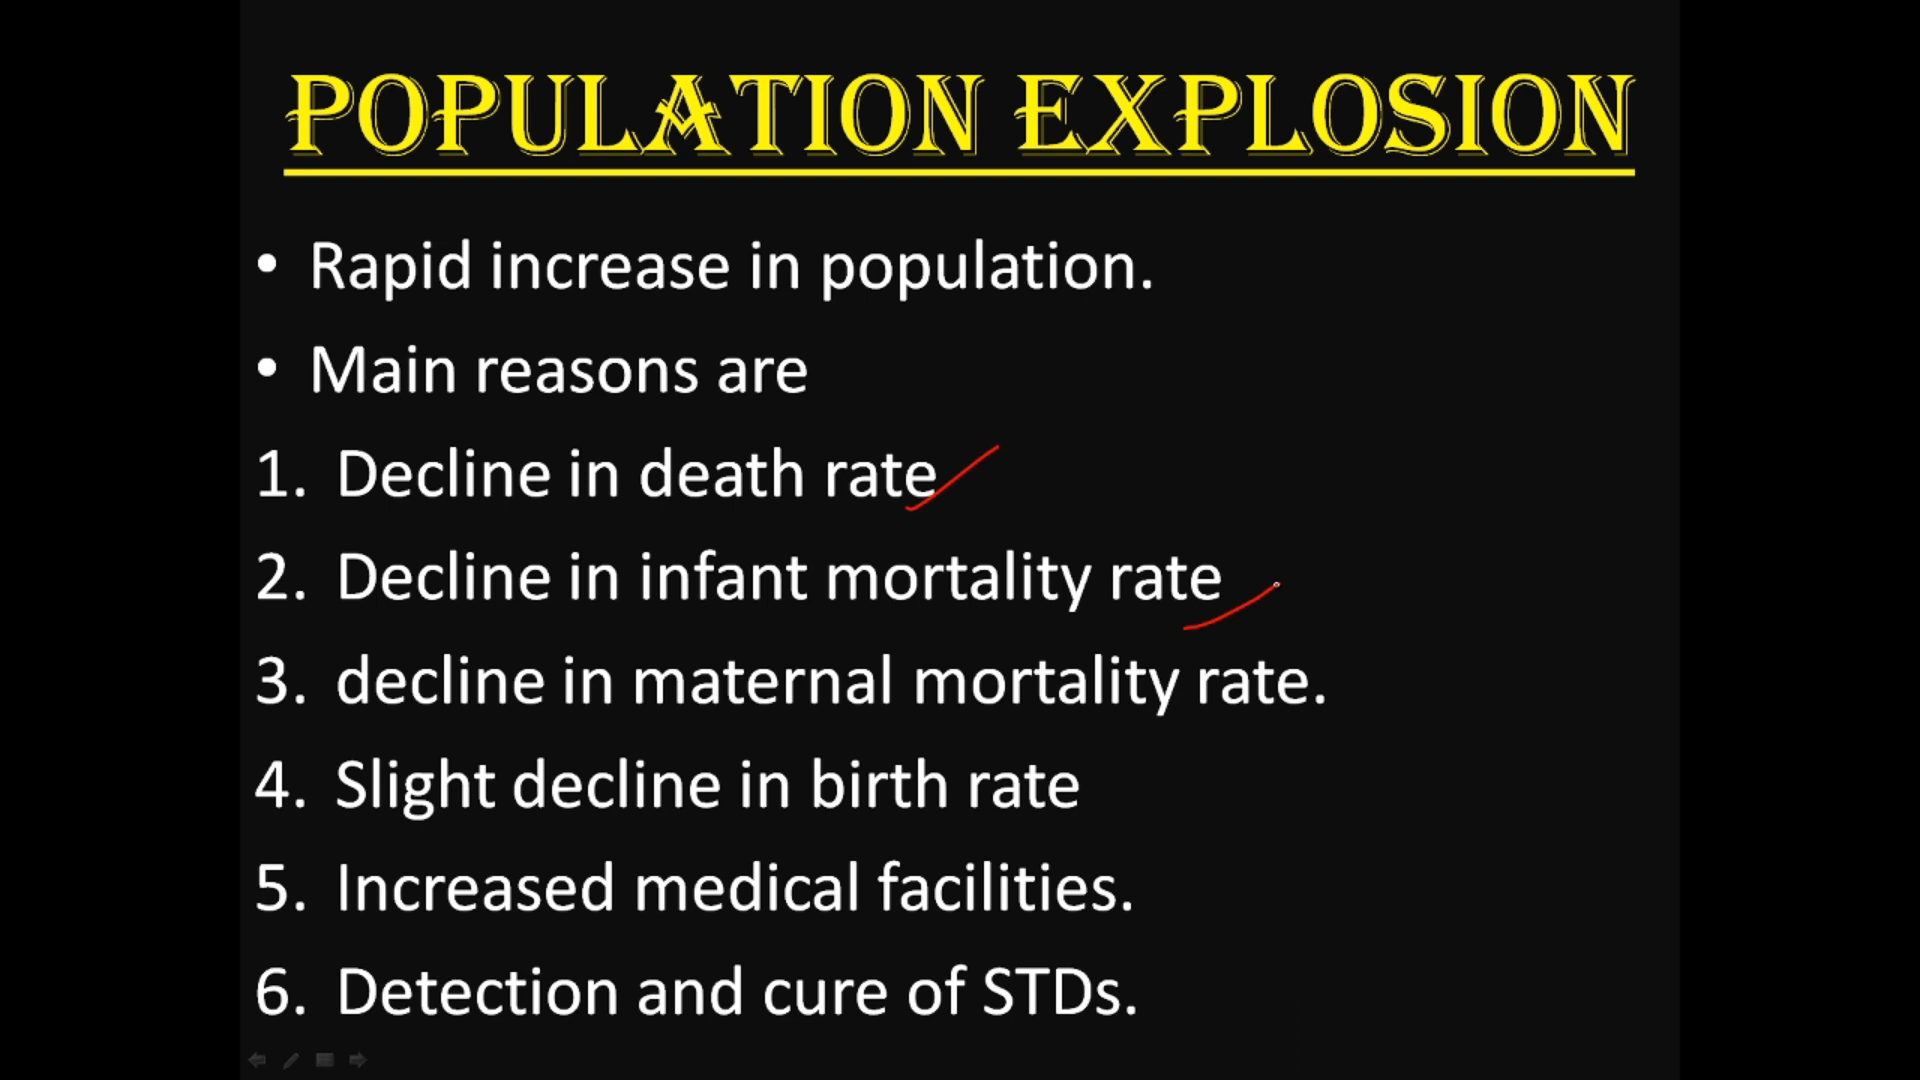 POPULATION EXPLOSION
• Rapid increase in population.
• Main reasons are
1. Decline in death rate
2. Decline in infant mortality rate
3. decline in maternal mortality rate.
4. Slight decline in birth rate
5. Increased medical facilities.
6. Detection and cure of STDs.